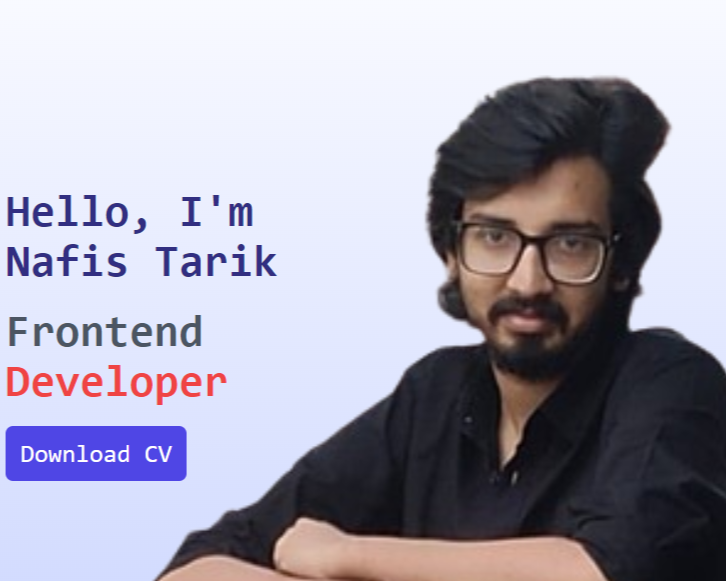 Hello, I'm
Nafis Tarik
Frontend
Developer
Download CV